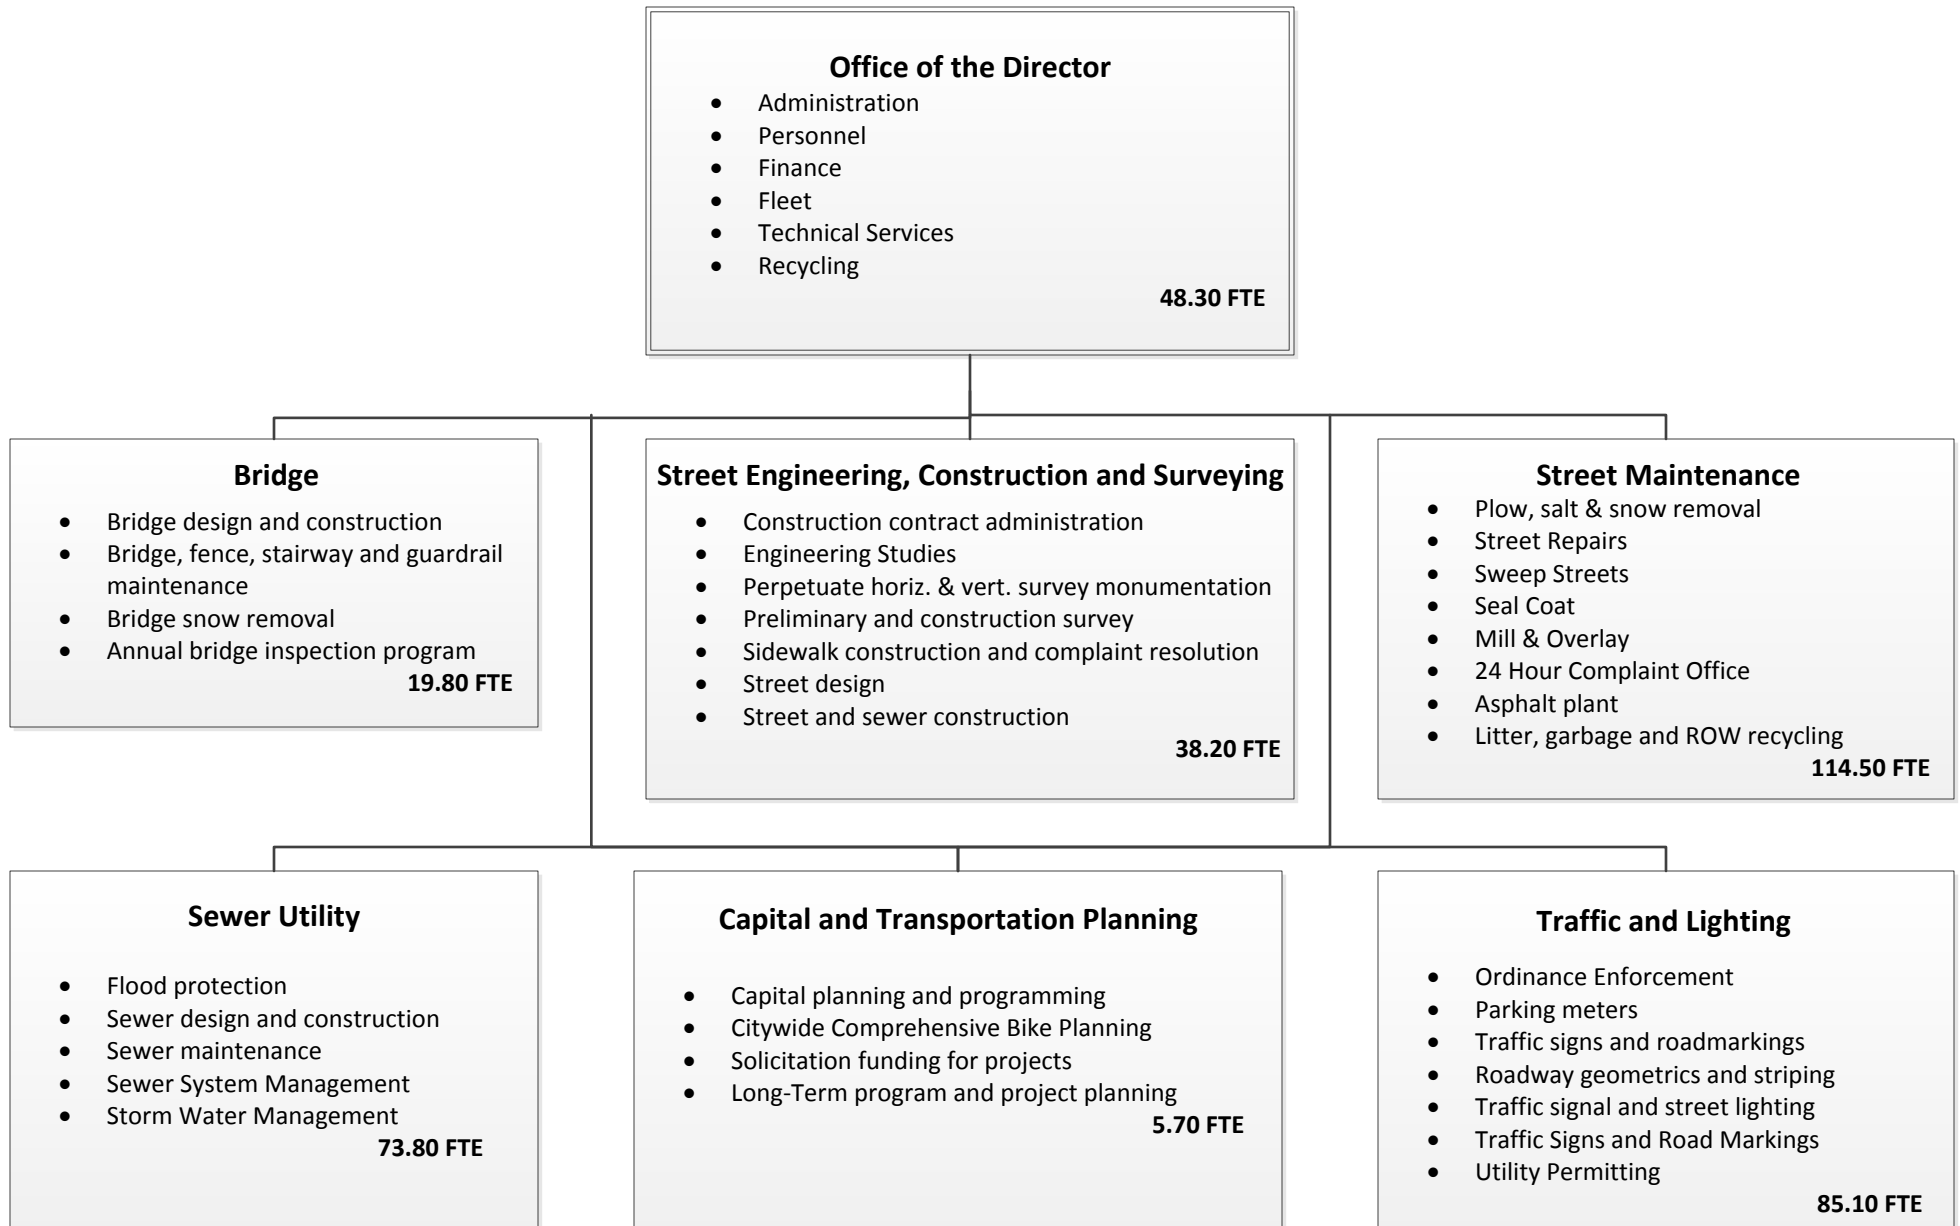 Office of the Director
• Administration
• Personnel
• Finance
• Fleet
• Technical Services
• Recycling
48.30 FTE
Bridge
• Bridge design and construction
• Bridge, fence, stairway and guardrail
maintenance
• Bridge snow removal
• Annual bridge inspection program
19.80 FTE
Street Engineering, Construction and Surveying
• Construction contract administration
• Engineering Studies
• Perpetuate horiz. & vert. survey monumentation
• Preliminary and construction survey
• Sidewalk construction and complaint resolution
• Street design
• Street and sewer construction
38.20 FTE
Street Maintenance
• Plow, salt & snow removal
• Street Repairs
• Sweep Streets
• Seal Coat
• Mill & Overlay
• 24 Hour Complaint Office
• Asphalt plant
• Litter, garbage and ROW recycling
114.50 FTE
Sewer Utility
• Flood protection
• Sewer design and construction
• Sewer maintenance
• Sewer System Management
• Storm Water Management
73.80 FTE
Capital and Transportation Planning
• Capital planning and programming
• Citywide Comprehensive Bike Planning
• Solicitation funding for projects
• Long-Term program and project planning
5.70 FTE
Traffic and Lighting
• Ordinance Enforcement
• Parking meters
• Traffic signs and roadmarkings
• Roadway geometrics and striping
• Traffic signal and street lighting
• Traffic Signs and Road Markings
• Utility Permitting
85.10 FTE